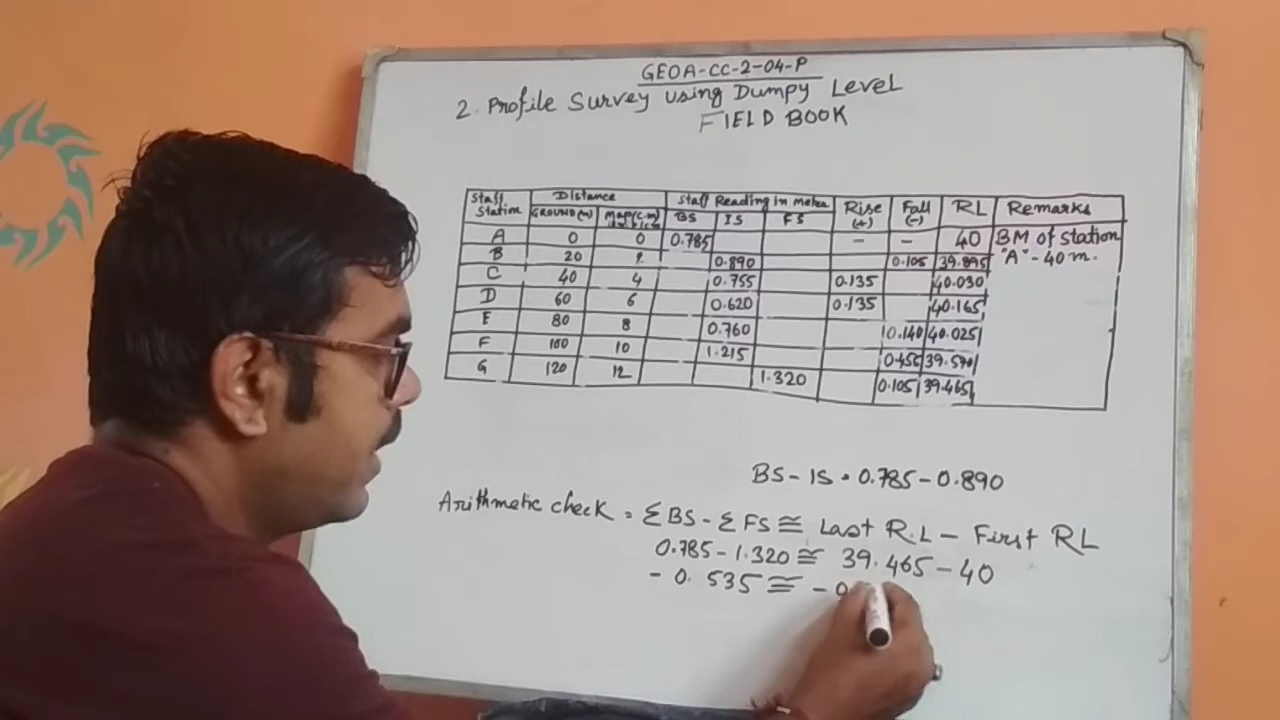 GEOA-CC-2-04-P
2. Profile Survey using Dumpy Level
FIELD BOOK
Staff Station Distance Staff Reading in Meter Rise (+) Fall (-) RL Remarks
GROUND(m) Map(c.m) BS IS FS
A 0 0 0.785 - - 40 BM of station
B 20 2 0.890 0.105 39.895 "A" - 40 m.
C 40 4 0.755 0.135 40.030
D 60 6 0.620 0.135 40.165
E 80 8 0.760 0.140 40.025
F 100 10 1.215 0.455 39.570
G 120 12 1.320 0.105 39.465
BS - IS = 0.785 - 0.890
Arithmetic check = Σ BS - Σ FS ≅ Last R.L - First RL
0.785 - 1.320 ≅ 39.465 - 40
- 0.535 ≅ - 0